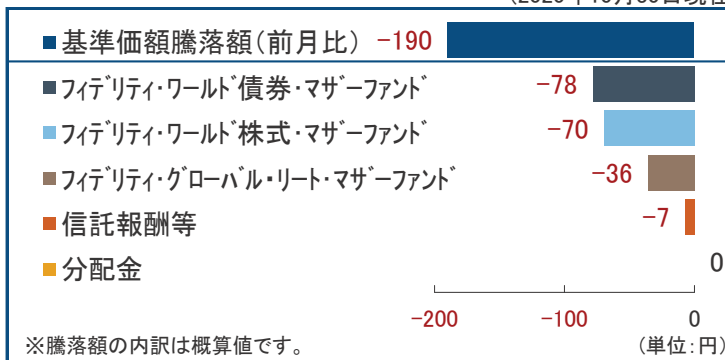 ■基準価額騰落額(前月比) -190
■フィデリティ・ワールド債券・マザーファンド -78
■フィデリティ・ワールド株式・マザーファンド -70
■フィデリティ・グローバル・リート・マザーファンド -36
■信託報酬等 -7
■分配金 0
-200 -100 0
※騰落額の内訳は概算値です。 (単位:円)